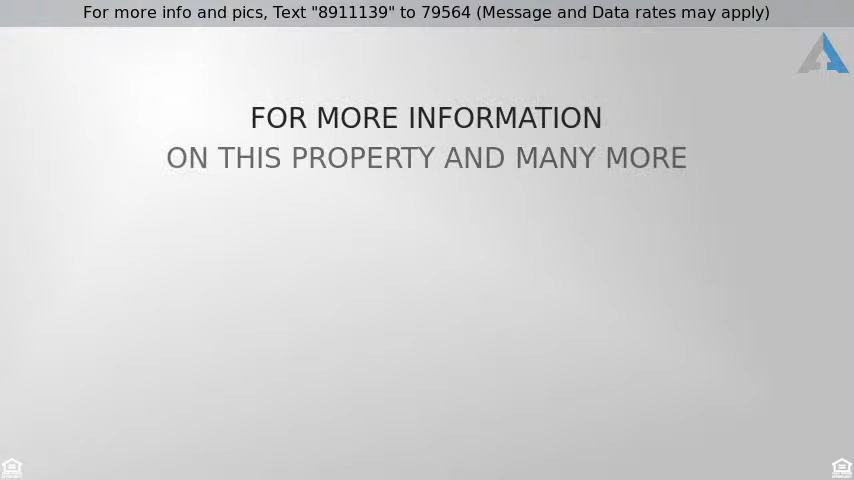 For more info and pics, Text "8911139" to 79564 (Message and Data rates may apply)
FOR MORE INFORMATION
ON THIS PROPERTY AND MANY MORE